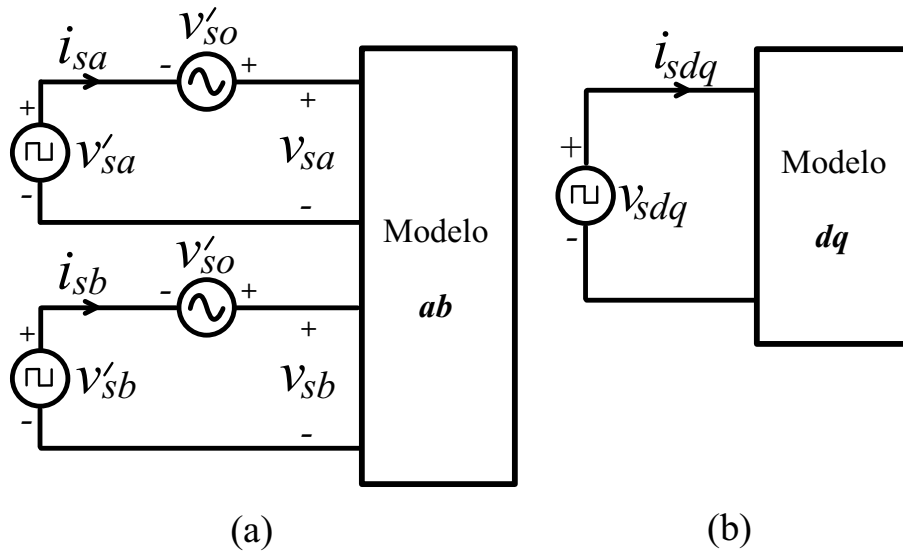 i_sa
- v'_so +
+
v'_sa
-
+
v_sa
-
i_sb
- v'_so +
+
v'_sb
-
+
v_sb
-
Modelo
ab
(a)
i_sdq
+
v_sdq
-
Modelo
dq
(b)